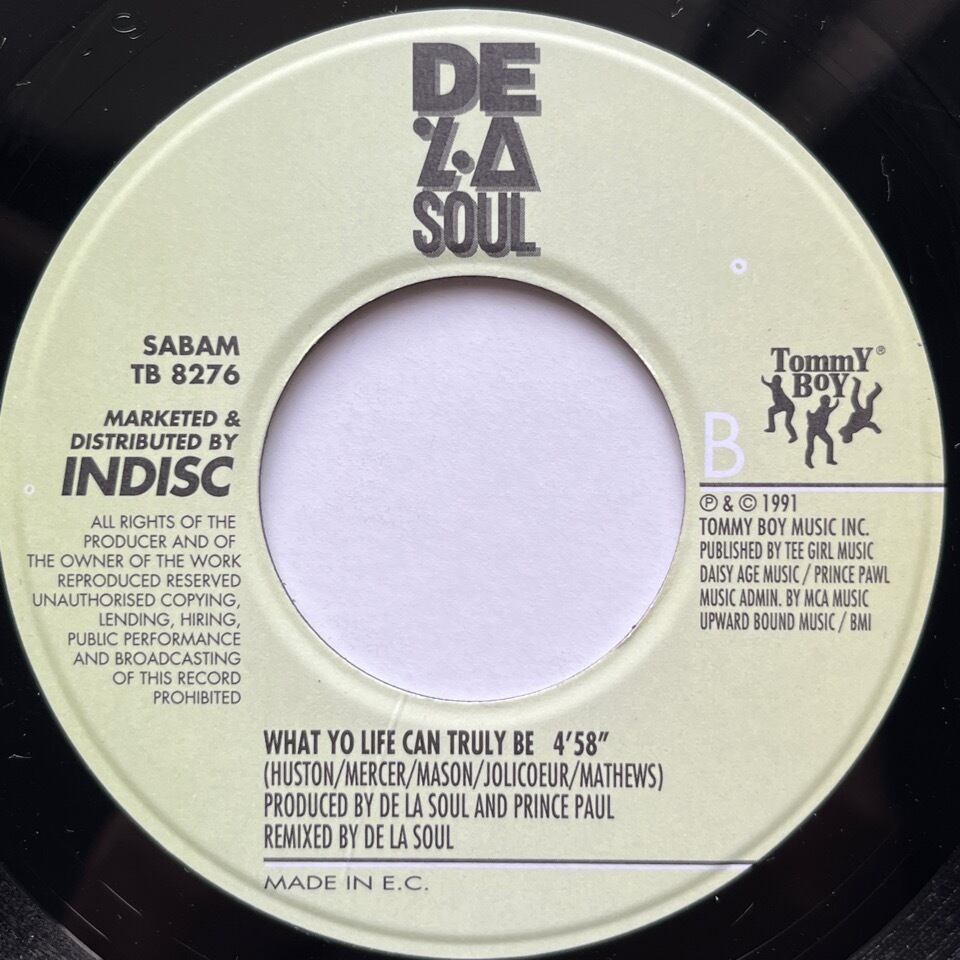 DE
LA
SOUL
SABAM
TB 8276
MARKETED &
DISTRIBUTED BY
INDISC
ALL RIGHTS OF THE
PRODUCER AND OF
THE OWNER OF THE WORK
REPRODUCED RESERVED
UNAUTHORISED COPYING,
LENDING, HIRING,
PUBLIC PERFORMANCE
AND BROADCASTING
OF THIS RECORD
PROHIBITED
TommY®
BoY
B
℗ & © 1991
TOMMY BOY MUSIC INC.
PUBLISHED BY TEE GIRL MUSIC
DAISY AGE MUSIC / PRINCE PAWL
MUSIC ADMIN. BY MCA MUSIC
UPWARD BOUND MUSIC / BMI
WHAT YO LIFE CAN TRULY BE 4'58"
(HUSTON/MERCER/MASON/JOLICOEUR/MATHEWS)
PRODUCED BY DE LA SOUL AND PRINCE PAUL
REMIXED BY DE LA SOUL
MADE IN E.C.